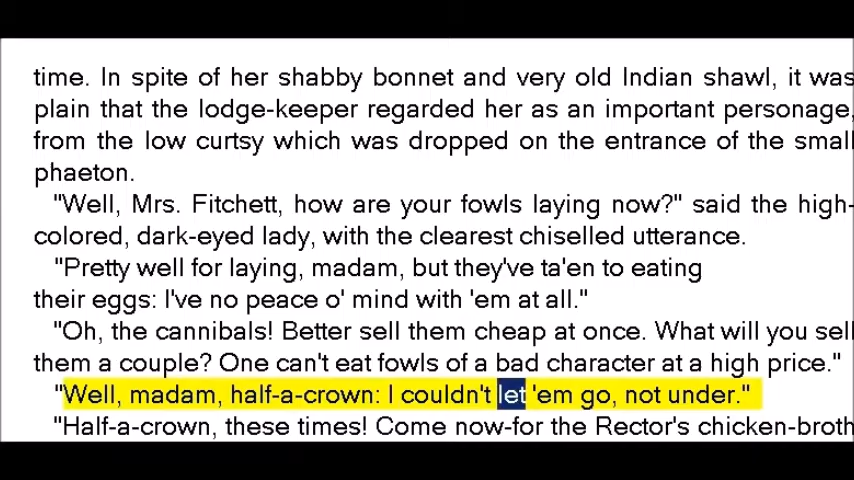 time. In spite of her shabby bonnet and very old Indian shawl, it was
plain that the lodge-keeper regarded her as an important personage,
from the low curtsy which was dropped on the entrance of the small
phaeton.
"Well, Mrs. Fitchett, how are your fowls laying now?" said the high-
colored, dark-eyed lady, with the clearest chiselled utterance.
"Pretty well for laying, madam, but they've ta'en to eating
their eggs: I've no peace o' mind with 'em at all."
"Oh, the cannibals! Better sell them cheap at once. What will you sell
them a couple? One can't eat fowls of a bad character at a high price."
"Well, madam, half-a-crown: I couldn't let 'em go, not under."
"Half-a-crown, these times! Come now-for the Rector's chicken-broth